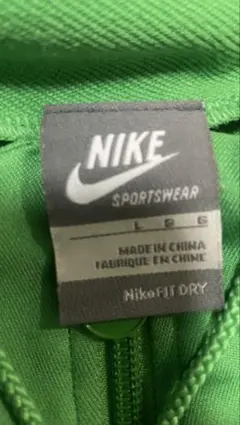 NIKE
SPORTSWEAR
L G G
MADE IN CHINA
FABRIQUE EN CHINE
NikeFIT DRY